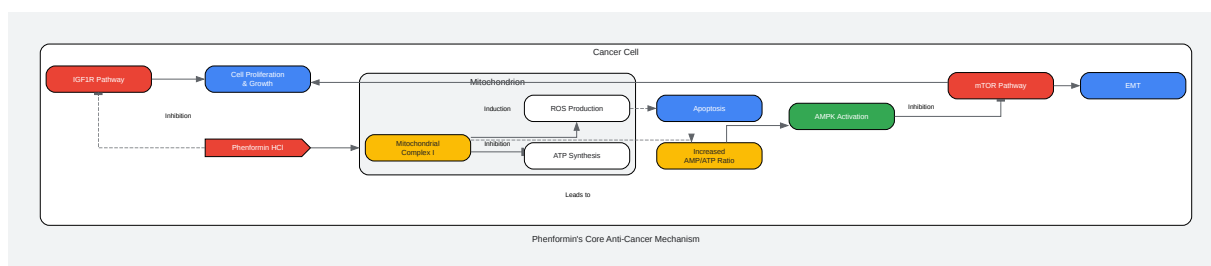 Cancer Cell
IGF1R Pathway
Cell Proliferation
& Growth
Mitochondrion
mTOR Pathway
EMT
Induction
ROS Production
Apoptosis
AMPK Activation
Inhibition
Inhibition
Phenformin HCl
Mitochondrial
Complex I
Inhibition
ATP Synthesis
Increased
AMP/ATP Ratio
Leads to
Phenformin's Core Anti-Cancer Mechanism